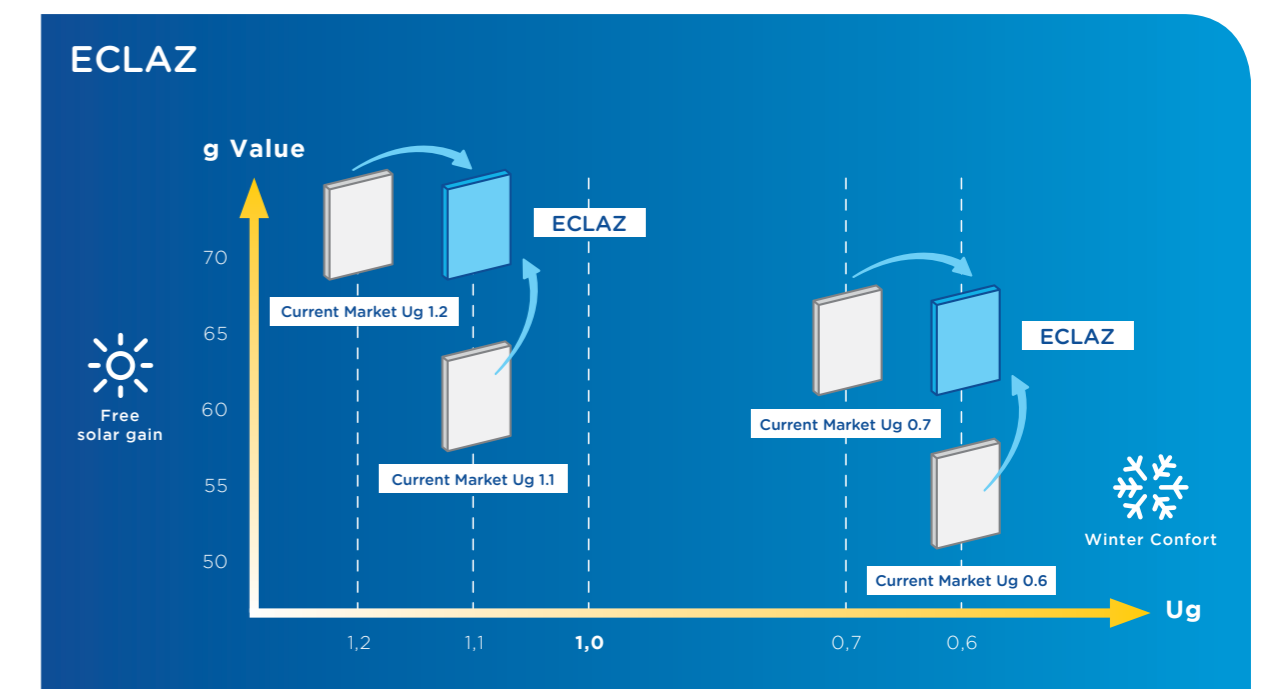 ECLAZ
g Value
ECLAZ
70
Current Market Ug 1.2
65
ECLAZ
60
Free
solar gain
Current Market Ug 0.7
Current Market Ug 1.1
55
Winter Confort
50
Current Market Ug 0.6
Ug
1,2
1,1
1,0
0,7
0,6